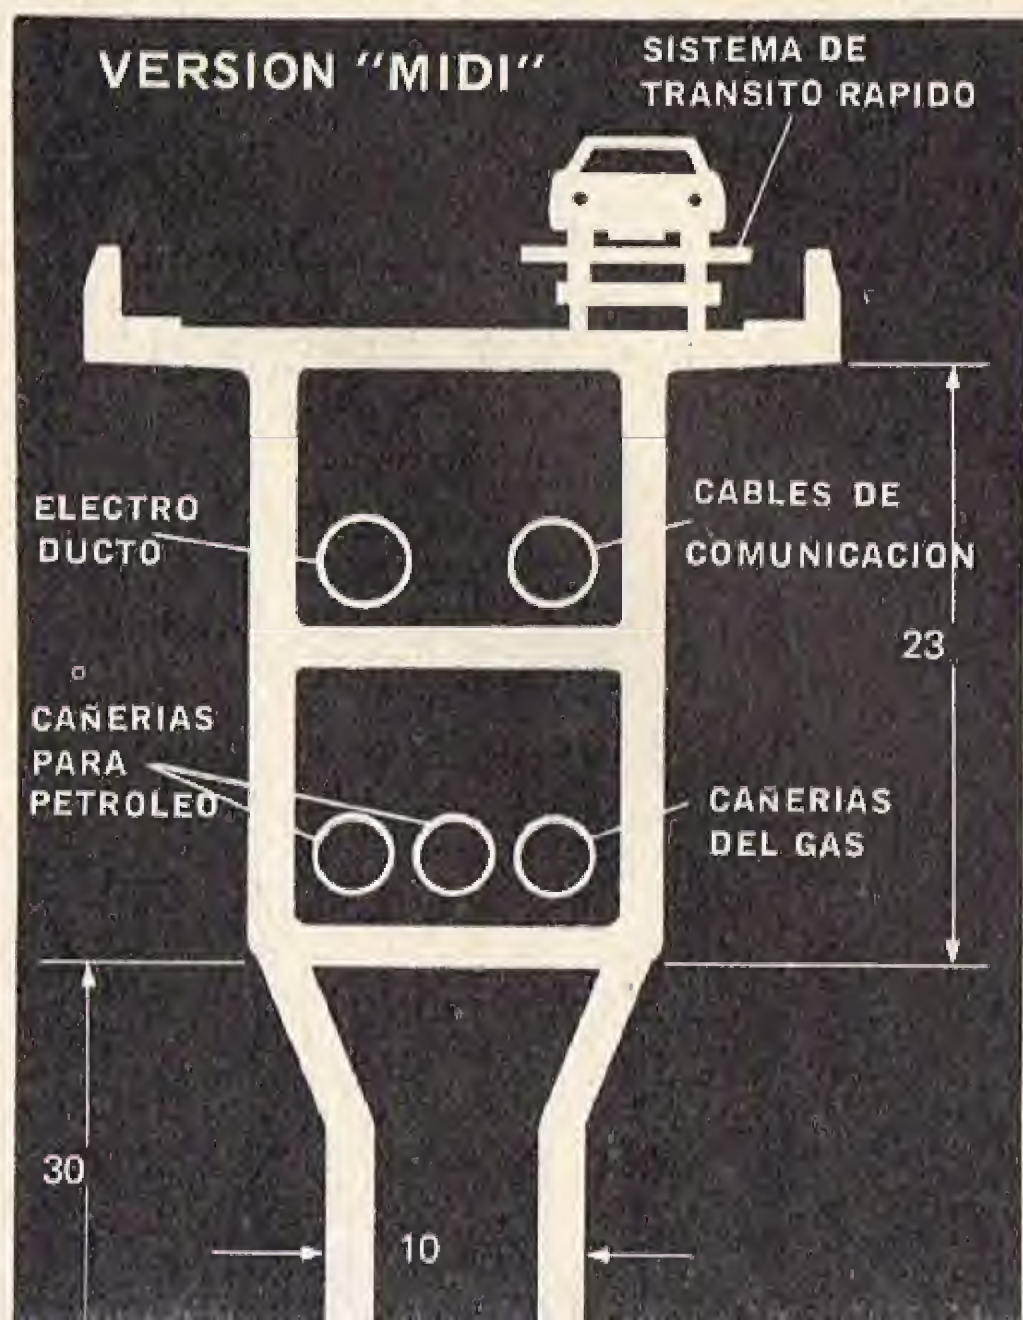 VERSION "MIDI"
SISTEMA DE
TRANSITO RAPIDO
ELECTRO
DUCTO
CABLES DE
COMUNICACION
23
CAÑERIAS
PARA
PETROLEO
CAÑERIAS
DEL GAS
30
10